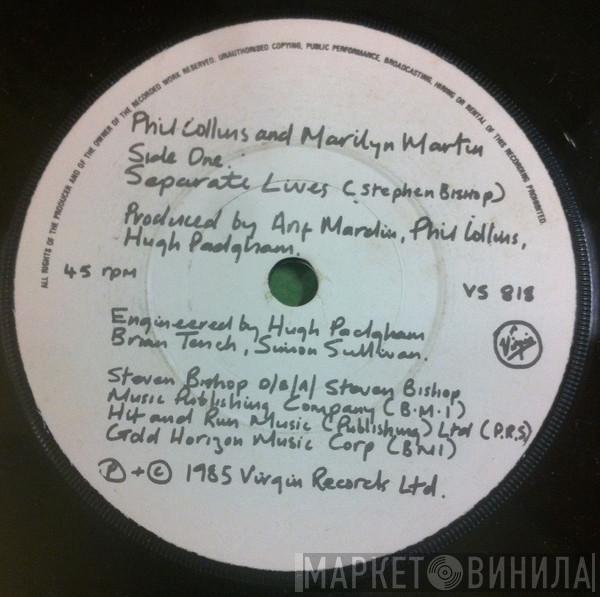 ALL RIGHTS OF THE PRODUCER AND OF THE OWNER OF THE RECORDED WORK RESERVED. UNAUTHORISED COPYING, PUBLIC PERFORMANCE, BROADCASTING, HIRING OR RENTAL OF THIS RECORDING PROHIBITED.
Phil Collins and Marilyn Martin
Side One..
Separate Lives (Stephen Bishop)
Produced by Arif Mardin, Phil Collins,
Hugh Padgham.
45 rpm
VS 818
Virgin
Engineered by Hugh Padgham
Brian Tench, Simon Sullivan.
Steven Bishop O/B/A/ Steven Bishop
Music Publishing Company (B.M.I)
Hit and Run Music (Publishing) Ltd (P.R.S)
Gold Horizon Music Corp (BMI)
Ⓟ + © 1985 Virgin Records Ltd.
МАРКЕТ ВИНИЛА